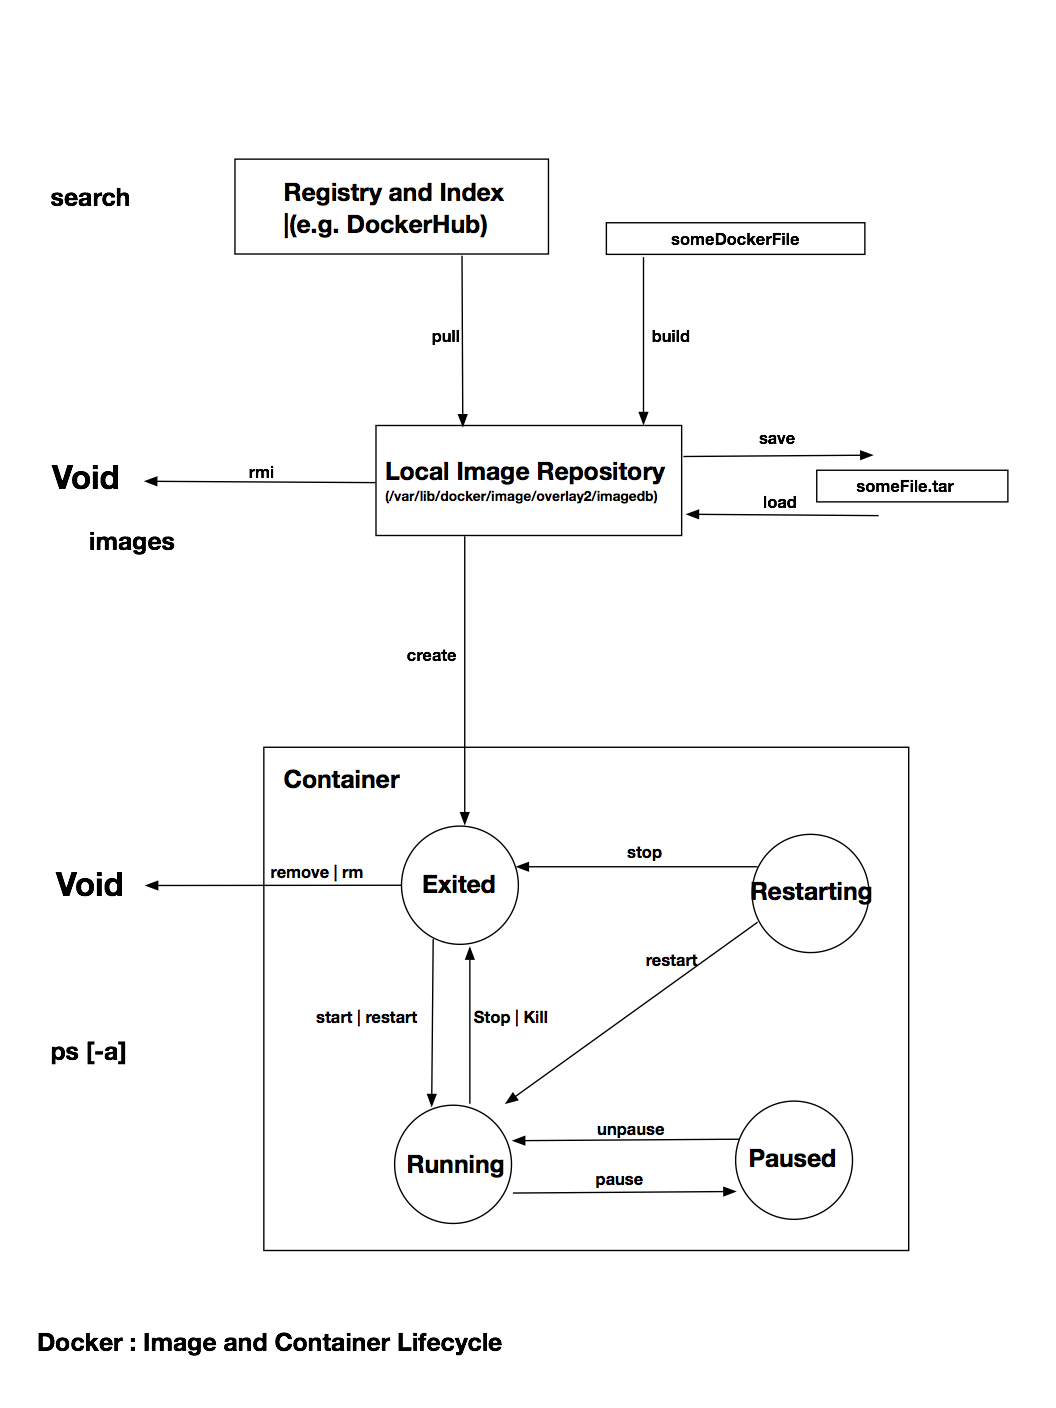 search
Registry and Index
|(e.g. DockerHub)
someDockerFile
pull
build
save
Void
rmi
Local Image Repository
(/var/lib/docker/image/overlay2/imagedb)
someFile.tar
load
images
create
Container
stop
remove | rm
Void
Exited
Restarting
restart
start | restart
Stop | Kill
ps [-a]
unpause
Running
Paused
pause
Docker : Image and Container Lifecycle